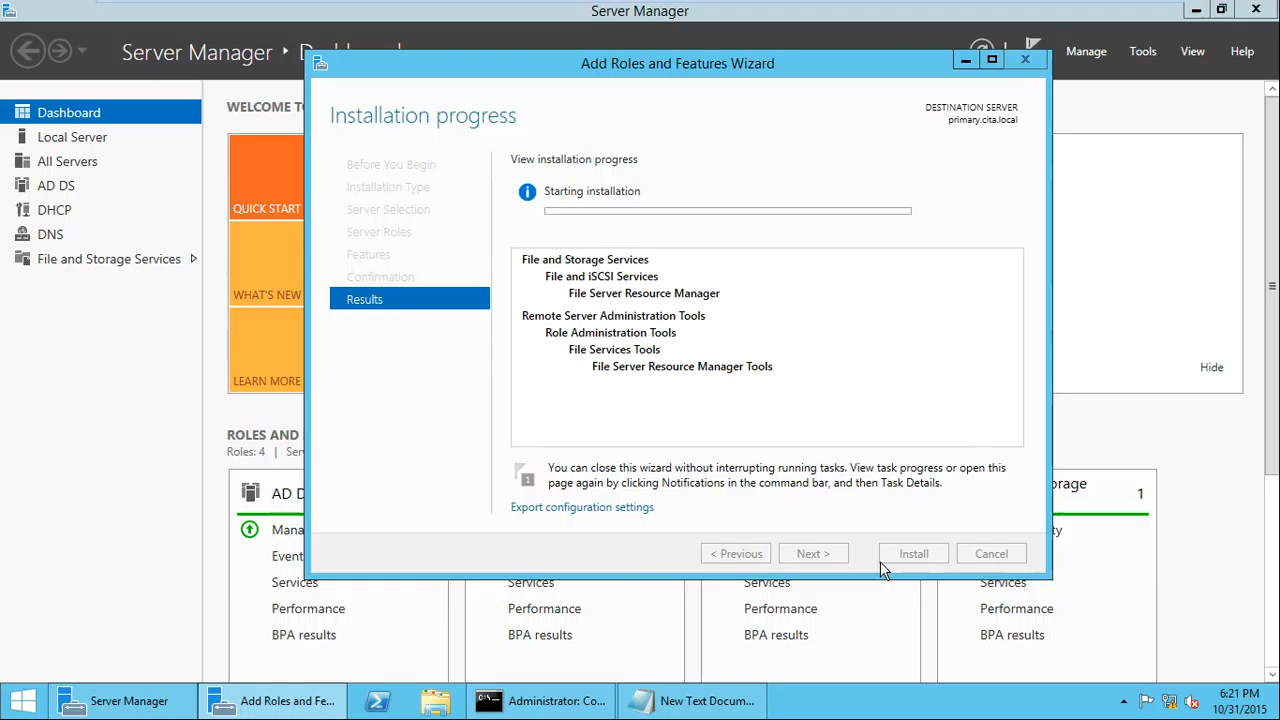 Server Manager
Server Manager
Manage
Tools
View
Help
Dashboard
Local Server
All Servers
AD DS
DHCP
DNS
File and Storage Services
WELCOME TO
QUICK START
WHAT'S NEW
LEARN MORE
Hide
ROLES AND
Roles: 4 |
AD D
1
Services
Performance
BPA results
Services
Performance
BPA results
Services
Performance
BPA results
Services
Performance
BPA results
Add Roles and Features Wizard
Installation progress
DESTINATION SERVER
primary.cita.local
Before You Begin
Installation Type
Server Selection
Server Roles
Features
Confirmation
Results
View installation progress
Starting installation
File and Storage Services
File and iSCSI Services
File Server Resource Manager
Remote Server Administration Tools
Role Administration Tools
File Services Tools
File Server Resource Manager Tools
1
You can close this wizard without interrupting running tasks. View task progress or open this
page again by clicking Notifications in the command bar, and then Task Details.
Export configuration settings
< Previous
Next >
Install
Cancel
Server Manager
Add Roles and Fe...
Administrator: Co...
New Text Docum...
6:21 PM
10/31/2015